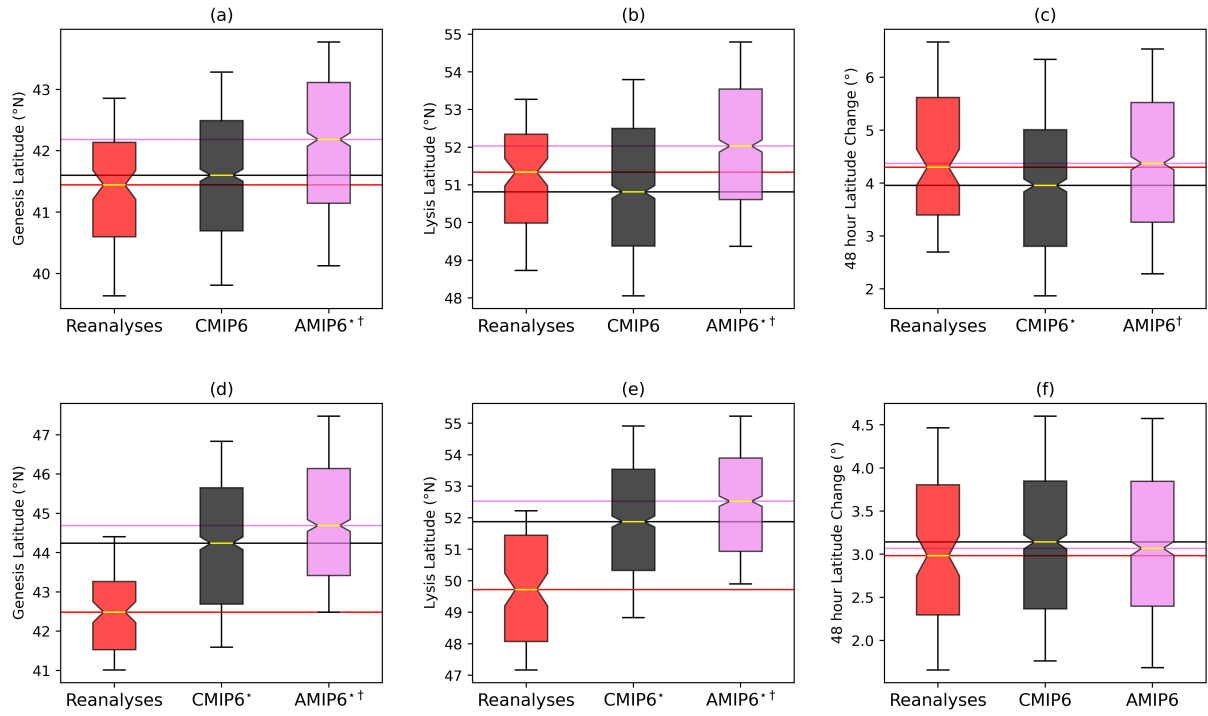 (a)
Genesis Latitude (°N)
43
42
41
40
Reanalyses CMIP6 AMIP6⋆†
(b)
Lysis Latitude (°N)
55
54
53
52
51
50
49
48
Reanalyses CMIP6 AMIP6⋆†
(c)
48 hour Latitude Change (°)
6
5
4
3
2
Reanalyses CMIP6⋆ AMIP6†
(d)
Genesis Latitude (°N)
47
46
45
44
43
42
41
Reanalyses CMIP6⋆ AMIP6⋆†
(e)
Lysis Latitude (°N)
55
54
53
52
51
50
49
48
47
Reanalyses CMIP6⋆ AMIP6⋆†
(f)
48 hour Latitude Change (°)
4.5
4.0
3.5
3.0
2.5
2.0
Reanalyses CMIP6 AMIP6